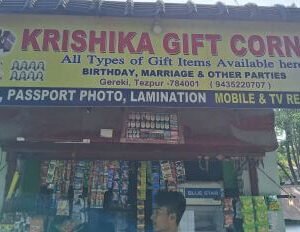 KRISHIKA GIFT CORN
All Types of Gift Items Available here
BIRTHDAY, MARRIAGE & OTHER PARTIES
Gereki, Tezpur -784001 ( 9435220707 )
, PASSPORT PHOTO, LAMINATION MOBILE & TV RE
BLUE STAR